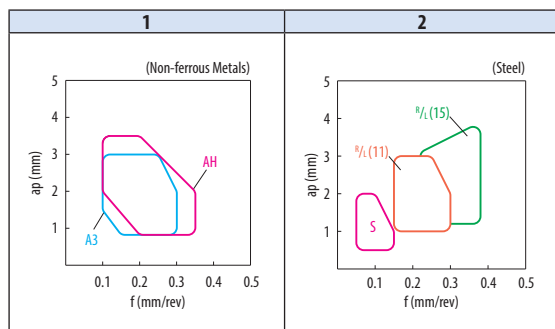 1
2
(Non-ferrous Metals)
5
4
3
2
1
ap (mm)
AH
A3
0.1 0.2 0.3 0.4 0.5
f (mm/rev)
(Steel)
5
4
3
2
1
ap (mm)
R/L (15)
R/L (11)
S
0.1 0.2 0.3 0.4 0.5
f (mm/rev)